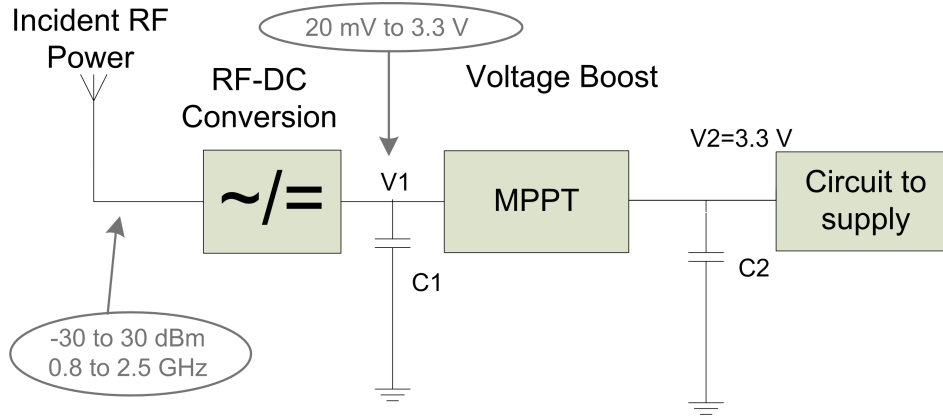 Incident RF
Power
20 mV to 3.3 V
RF-DC
Conversion
Voltage Boost
~/=
V1
MPPT
V2=3.3 V
Circuit to
supply
C1
C2
-30 to 30 dBm
0.8 to 2.5 GHz